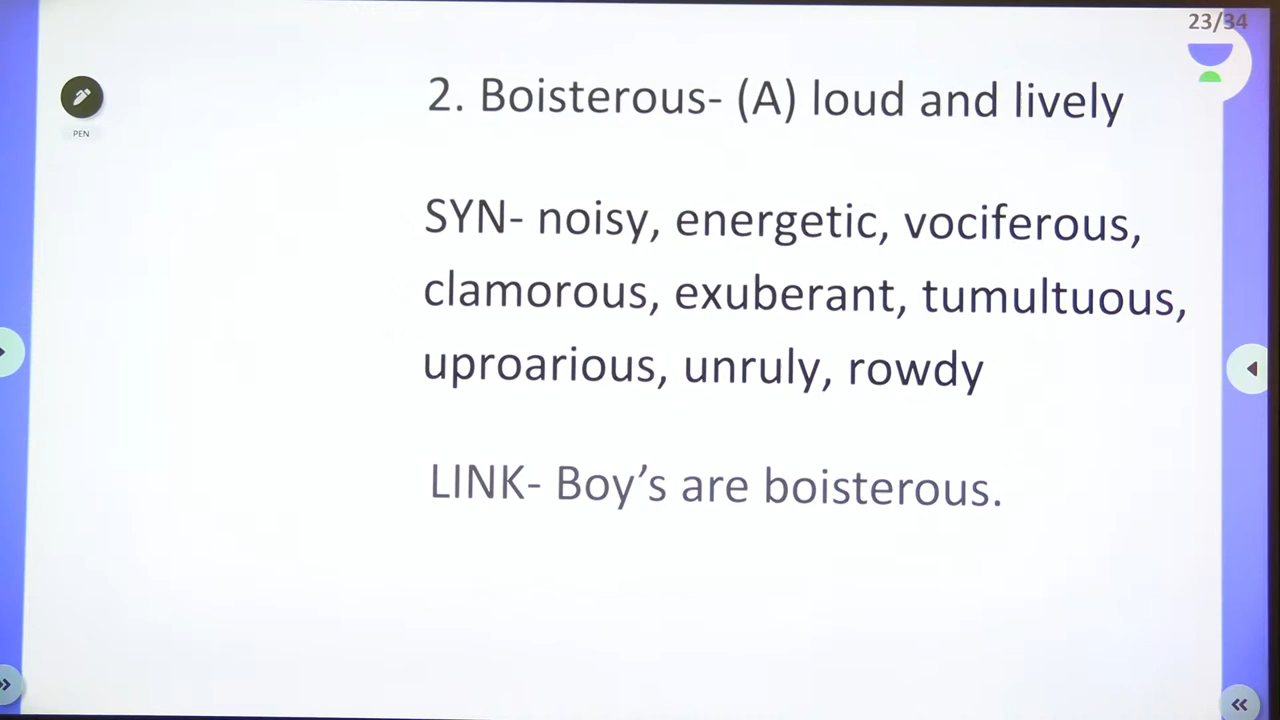 23/34
2. Boisterous- (A) loud and lively
PEN
SYN- noisy, energetic, vociferous,
clamorous, exuberant, tumultuous,
uproarious, unruly, rowdy
LINK- Boy’s are boisterous.